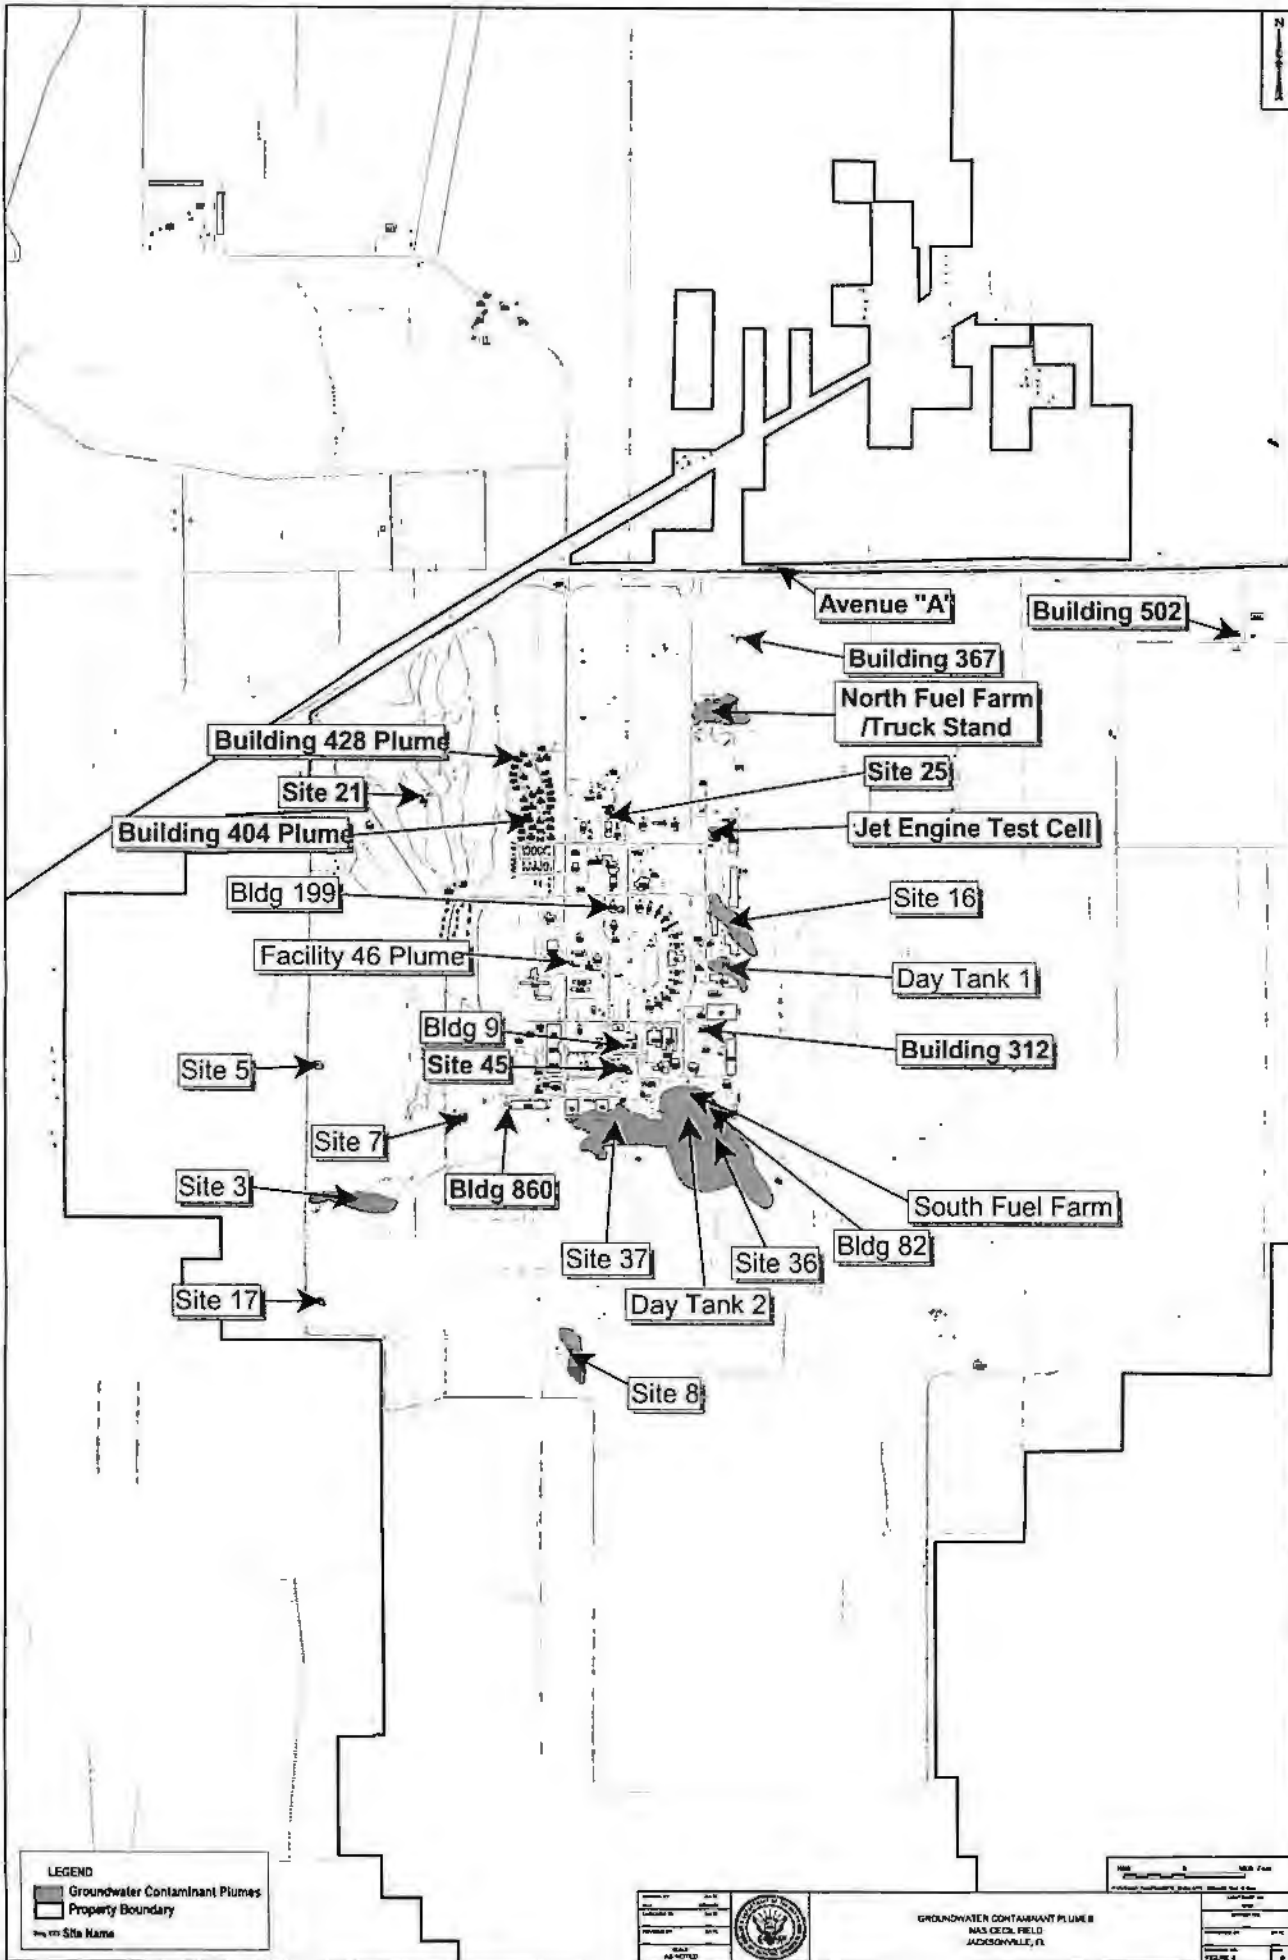 N
Avenue "A"
Building 502
Building 367
North Fuel Farm
/Truck Stand
Building 428 Plume
Site 25
Site 21
Building 404 Plume
Jet Engine Test Cell
Bldg 199
Site 16
Facility 46 Plume
Day Tank 1
Bldg 9
Building 312
Site 45
Site 5
Site 7
Site 3
Bldg 860
South Fuel Farm
Bldg 82
Site 37
Site 36
Site 17
Day Tank 2
Site 8
LEGEND
Groundwater Contaminant Plumes
Property Boundary
Site Name
GROUNDWATER CONTAMINANT PLUMES
NAS CECIL FIELD
JACKSONVILLE, FL
SCALE
AS NOTED